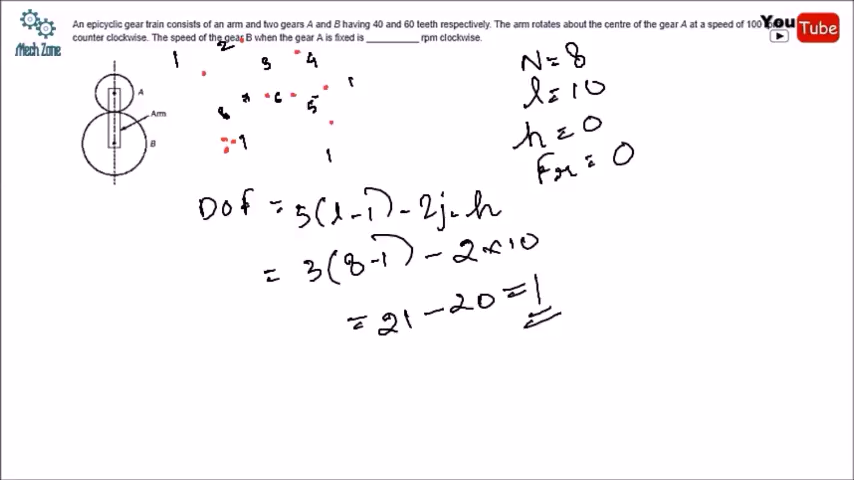 An epicyclic gear train consists of an arm and two gears A and B having 40 and 60 teeth respectively. The arm rotates about the centre of the gear A at a speed of 100
counter clockwise. The speed of the gear B when the gear A is fixed is __________ rpm clockwise.
You Tube
Mech Zone
A
Arm
B
1 2 3 4 1
8 7 6 5
1
1
N = 8
l = 10
h = 0
Fr = 0
DOF = 3(l-1) - 2j - h
= 3(8-1) - 2 × 10
= 21 - 20 = 1